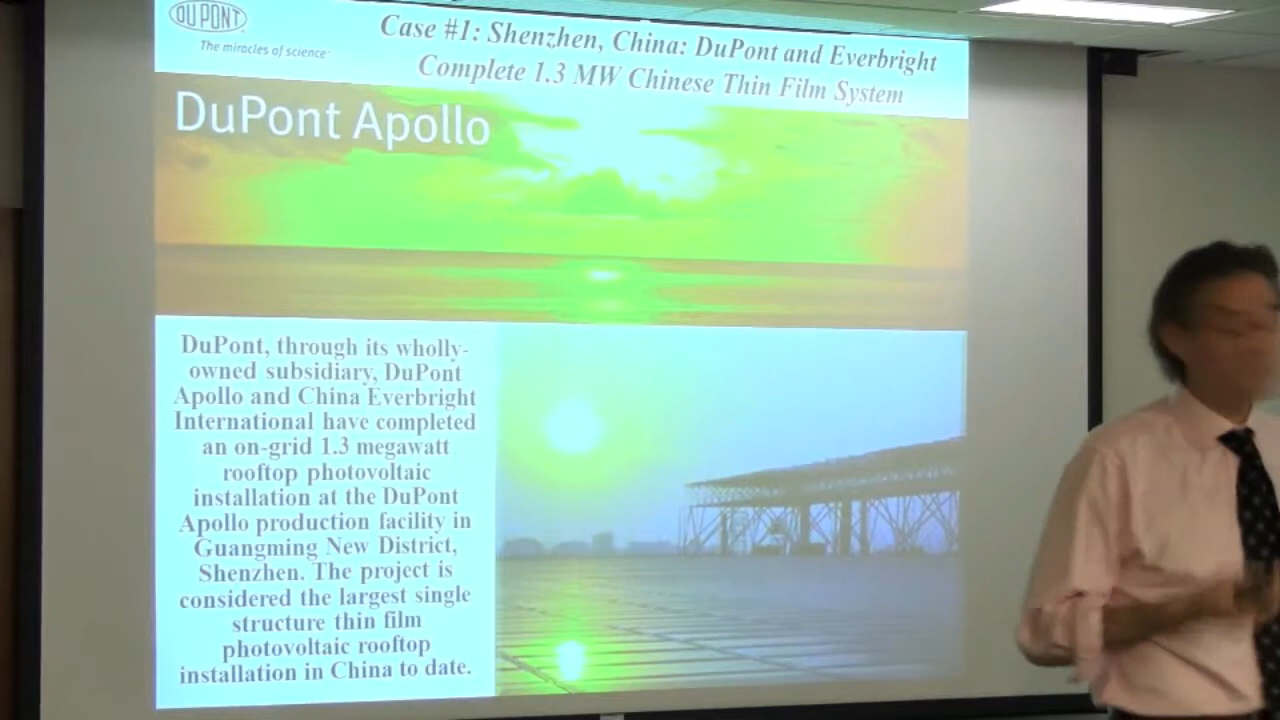 DU PONT
The miracles of science
Case #1: Shenzhen, China: DuPont and Everbright
Complete 1.3 MW Chinese Thin Film System
DuPont Apollo
DuPont, through its wholly-
owned subsidiary, DuPont
Apollo and China Everbright
International have completed
an on-grid 1.3 megawatt
rooftop photovoltaic
installation at the DuPont
Apollo production facility in
Guangming New District,
Shenzhen. The project is
considered the largest single
structure thin film
photovoltaic rooftop
installation in China to date.